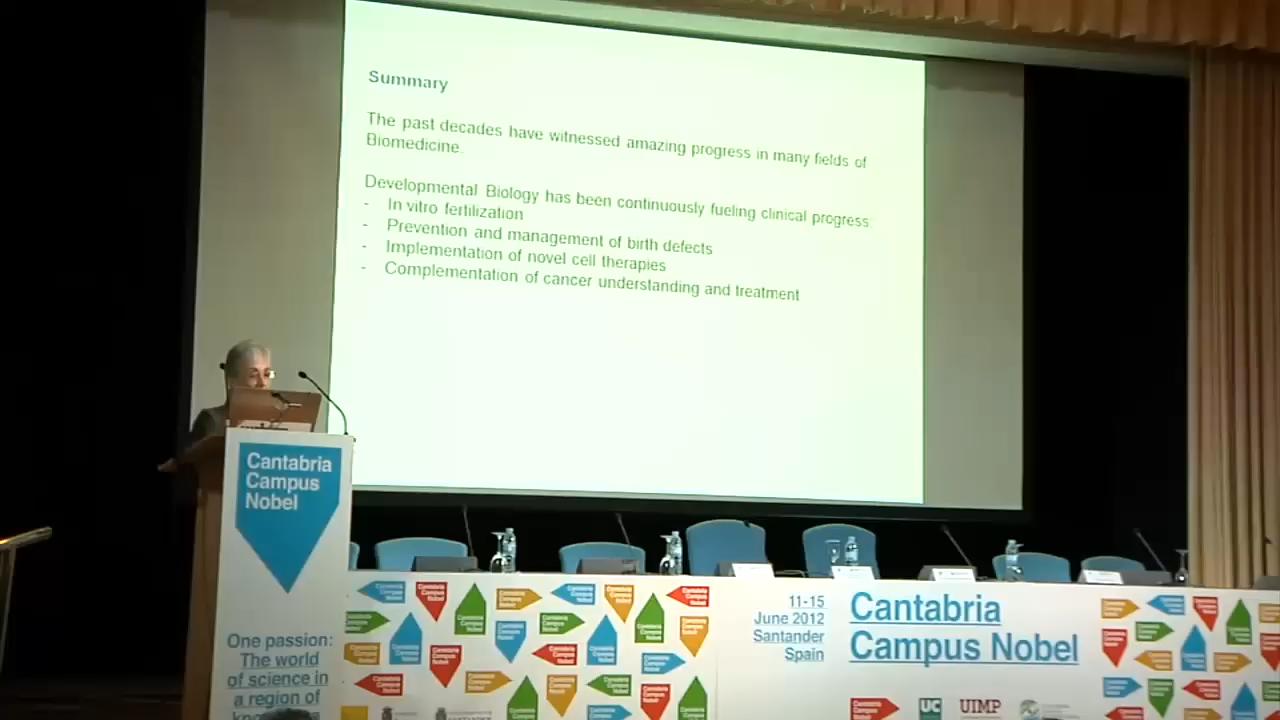 Summary
The past decades have witnessed amazing progress in many fields of
Biomedicine.
Developmental Biology has been continuously fueling clinical progress:
- In vitro fertilization
- Prevention and management of birth defects
- Implementation of novel cell therapies
- Complementation of cancer understanding and treatment
Cantabria
Campus
Nobel
One passion:
The world
of science in
a region of
11-15
June 2012
Santander
Spain
Cantabria
Campus Nobel
UC
UIMP